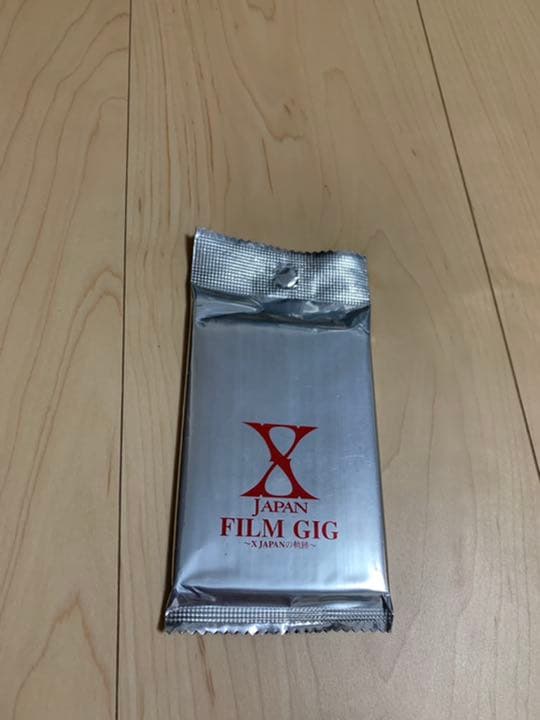 X
JAPAN
FILM GIG
～X JAPANの軌跡～